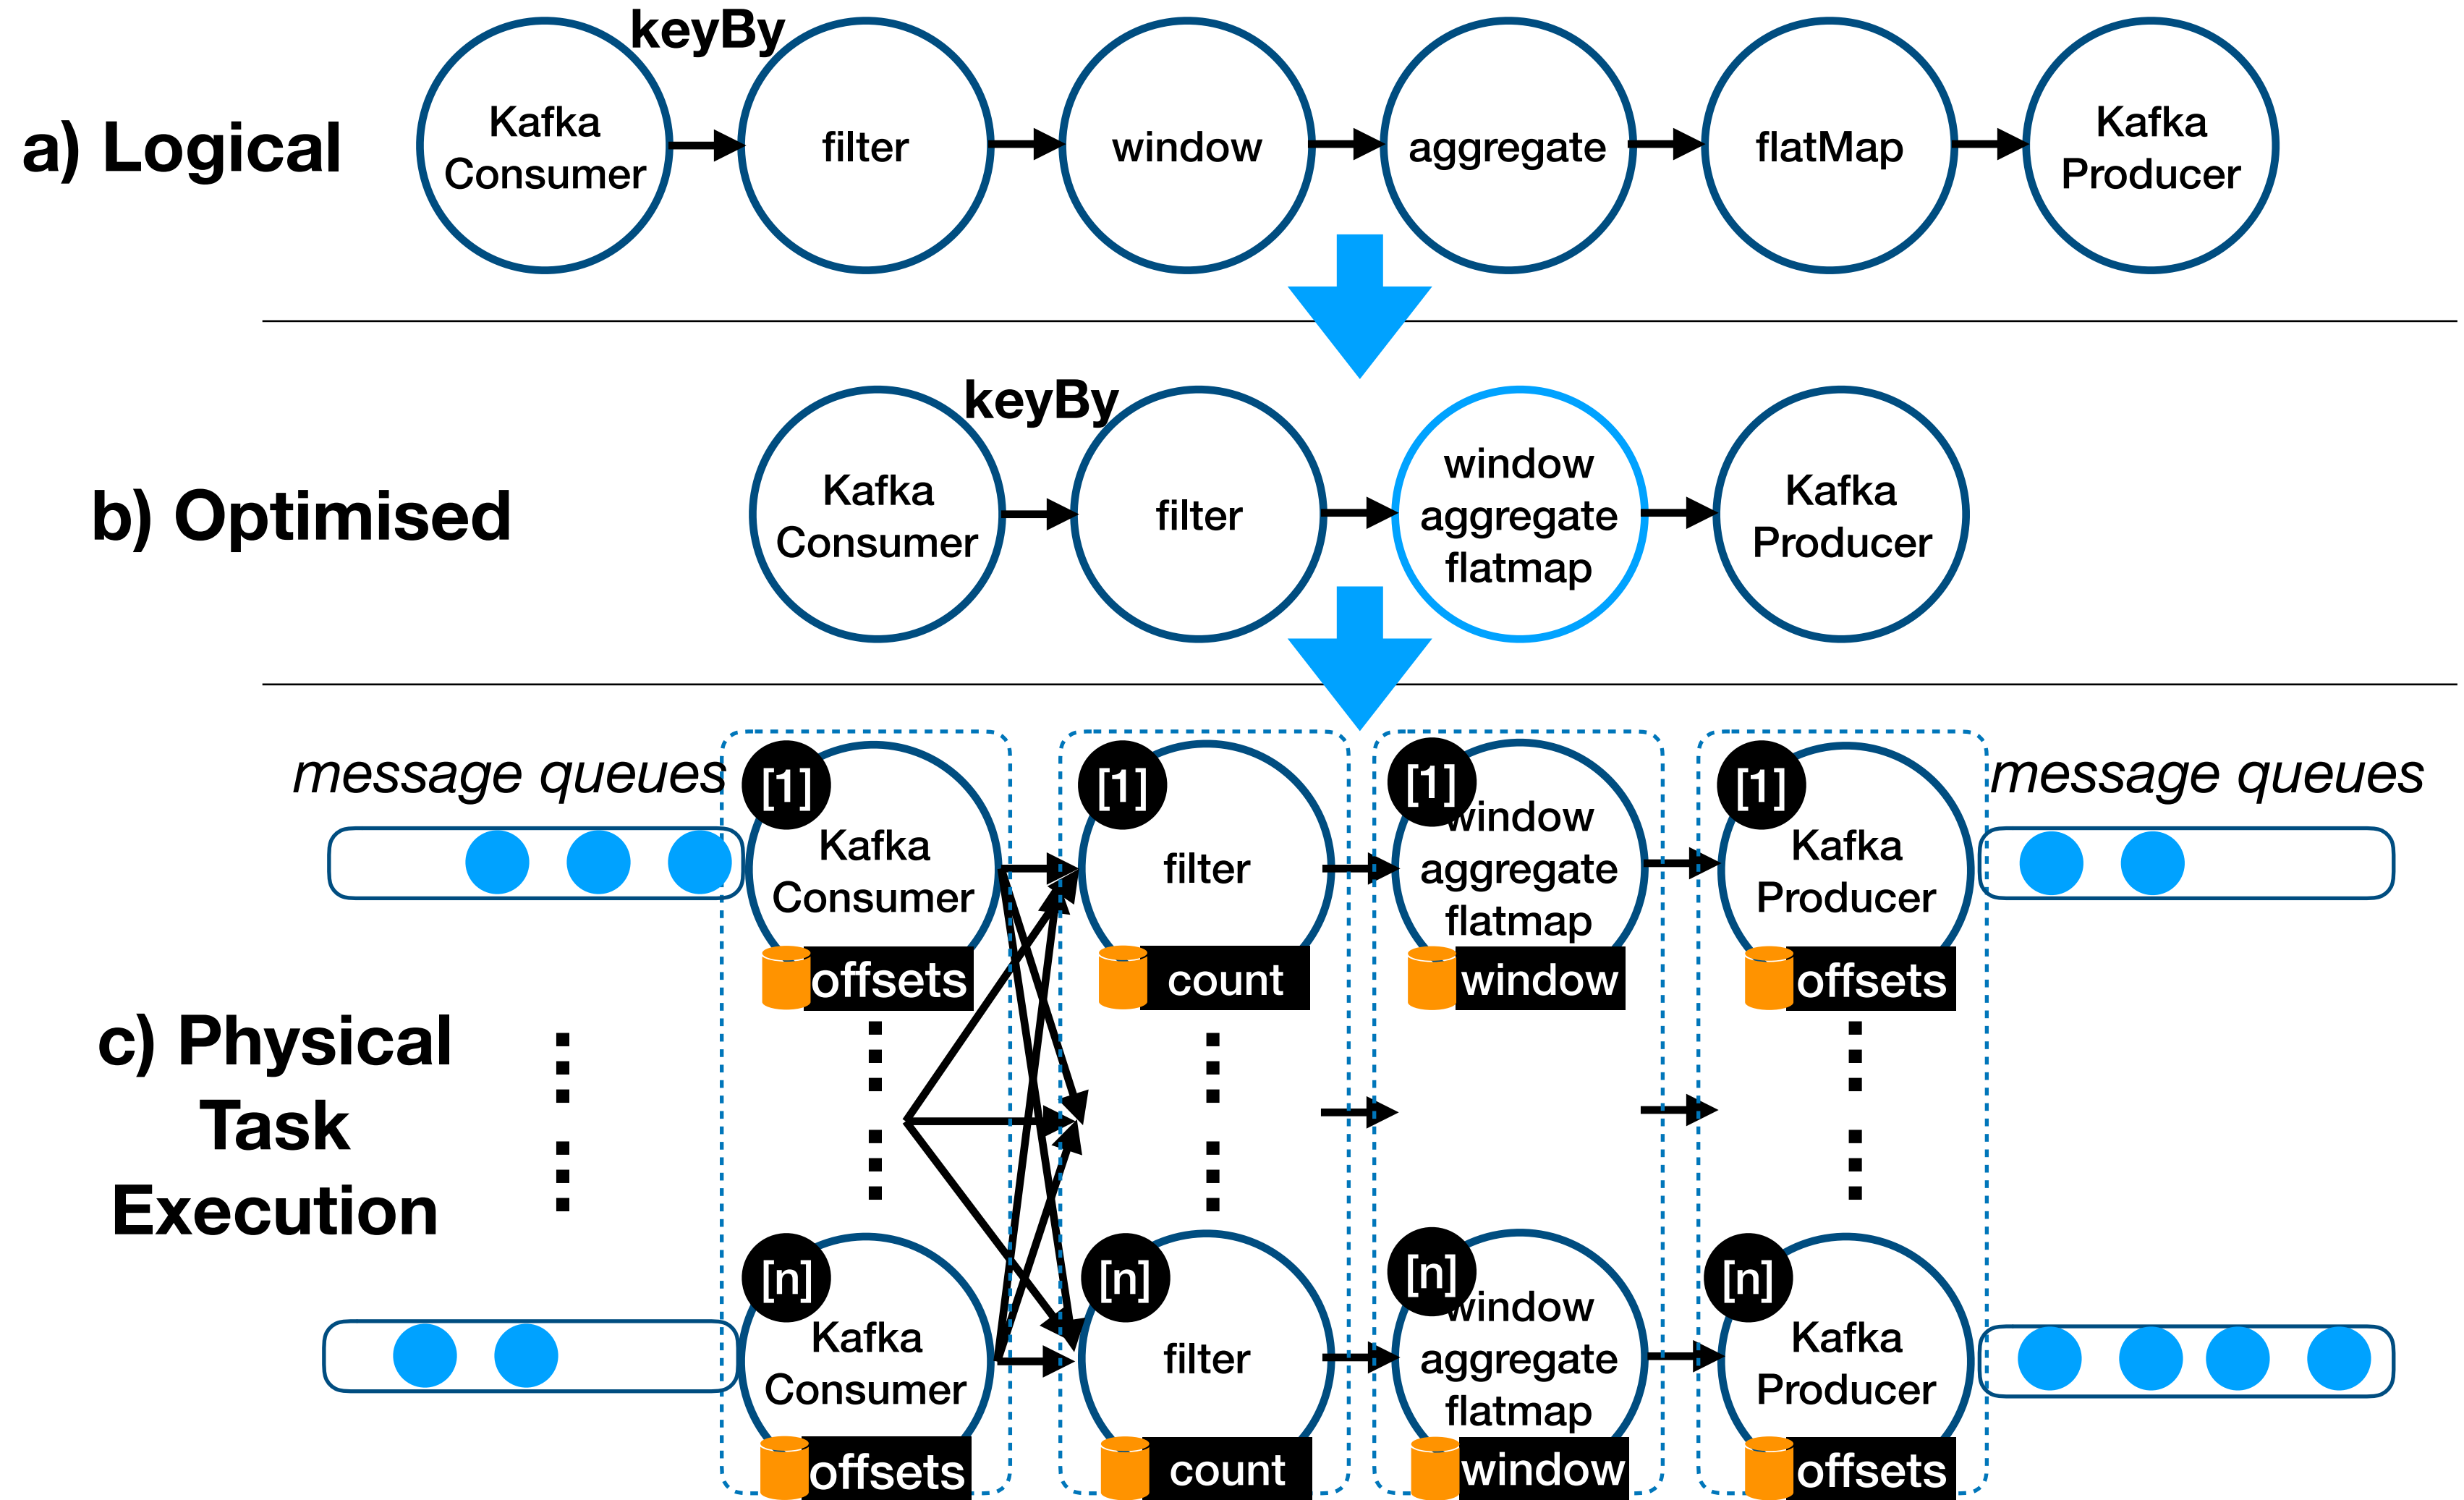 keyBy
a) Logical
Kafka
Consumer
filter
window
aggregate
flatMap
Kafka
Producer
keyBy
b) Optimised
Kafka
Consumer
filter
window
aggregate
flatmap
Kafka
Producer
c) Physical
Task
Execution
message queues
[1]
Kafka
Consumer
offsets
[1]
filter
count
[1]
window
aggregate
flatmap
window
[1]
Kafka
Producer
offsets
message queues
[n]
Kafka
Consumer
offsets
[n]
filter
count
[n]
window
aggregate
flatmap
window
[n]
Kafka
Producer
offsets